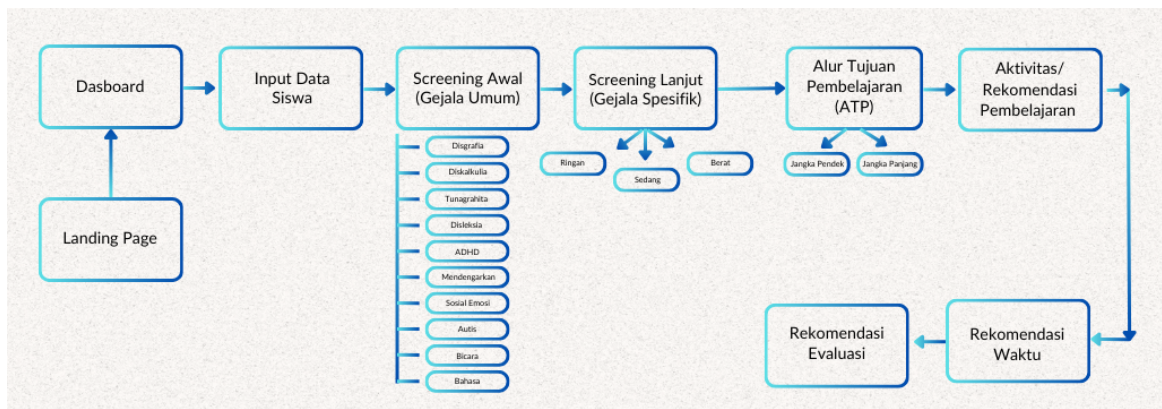 Dasboard
Input Data
Siswa
Screening Awal
(Gejala Umum)
Screening Lanjut
(Gejala Spesifik)
Alur Tujuan
Pembelajaran
(ATP)
Aktivitas/
Rekomendasi
Pembelajaran
Disgrafia
Diskalkulia
Tunagrahita
Disleksia
ADHD
Mendengarkan
Sosial Emosi
Autis
Bicara
Bahasa
Ringan
Sedang
Berat
Jangka Pendek
Jangka Panjang
Landing Page
Rekomendasi
Evaluasi
Rekomendasi
Waktu